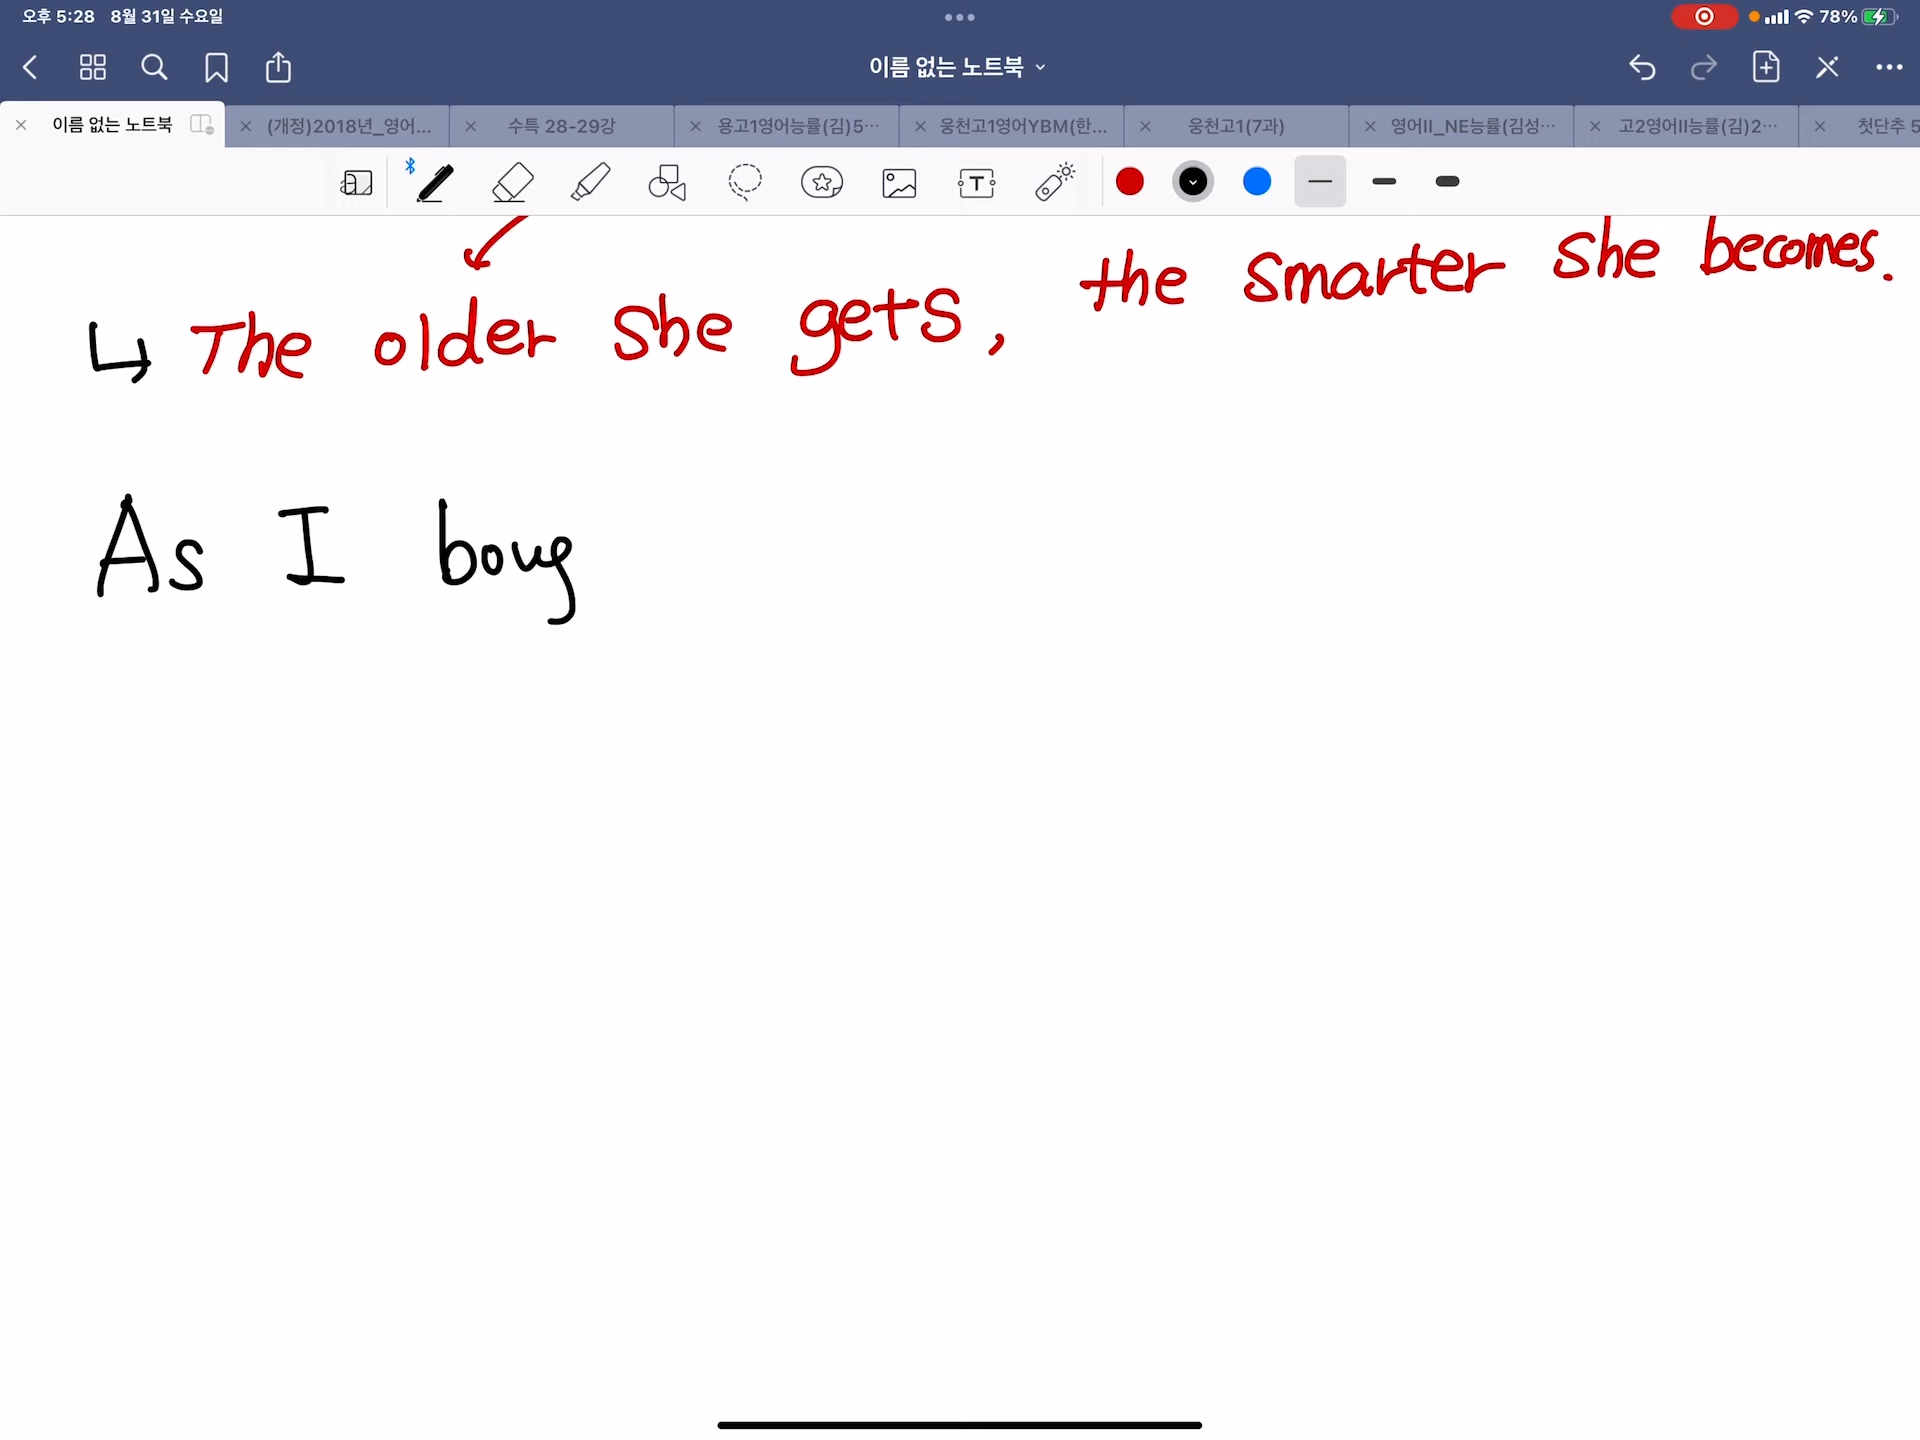 오후 5:28 8월 31일 수요일
78%
이름 없는 노트북
이름 없는 노트북
(개정)2018년_영어...
수특 28-29강
용고1영어능률(김)5...
웅천고1영어YBM(한...
웅천고1(7과)
영어II_NE능률(김성...
고2영어II능률(김)2...
첫단추 5
The older she gets, the smarter she becomes.
As I boug